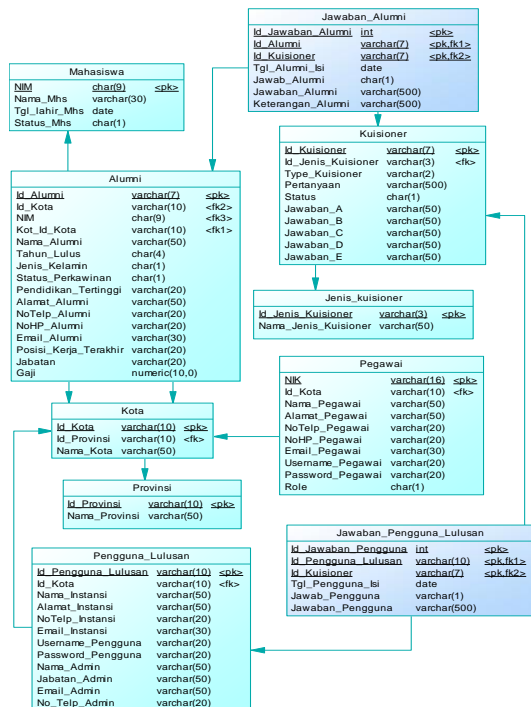 Jawaban_Alumni
Id_Jawaban_Alumni int <pk>
Id_Alumni varchar(7) <pk,fk1>
Id_Kuisioner varchar(7) <pk,fk2>
Tgl_Alumni_Isi date
Jawab_Alumni char(1)
Jawaban_Alumni varchar(500)
Keterangan_Alumni varchar(500)
Mahasiswa
NIM char(9) <pk>
Nama_Mhs varchar(30)
Tgl_lahir_Mhs date
Status_Mhs char(1)
Kuisioner
Id_Kuisioner varchar(7) <pk>
Id_Jenis_Kuisioner varchar(3) <fk>
Type_Kuisioner varchar(2)
Pertanyaan varchar(500)
Status char(1)
Jawaban_A varchar(50)
Jawaban_B varchar(50)
Jawaban_C varchar(50)
Jawaban_D varchar(50)
Jawaban_E varchar(50)
Alumni
Id_Alumni varchar(7) <pk>
Id_Kota varchar(10) <fk2>
NIM char(9) <fk3>
Kot_Id_Kota varchar(10) <fk1>
Nama_Alumni varchar(50)
Tahun_Lulus char(4)
Jenis_Kelamin char(1)
Status_Perkawinan char(1)
Pendidikan_Tertinggi varchar(20)
Alamat_Alumni varchar(50)
NoTelp_Alumni varchar(20)
NoHP_Alumni varchar(20)
Email_Alumni varchar(30)
Posisi_Kerja_Terakhir varchar(20)
Jabatan varchar(20)
Gaji numeric(10,0)
Jenis_kuisioner
Id_Jenis_Kuisioner varchar(3) <pk>
Nama_Jenis_Kuisioner varchar(50)
Pegawai
NIK varchar(16) <pk>
Id_Kota varchar(10) <fk>
Nama_Pegawai varchar(50)
Alamat_Pegawai varchar(50)
NoTelp_Pegawai varchar(20)
NoHP_Pegawai varchar(20)
Email_Pegawai varchar(30)
Username_Pegawai varchar(20)
Password_Pegawai varchar(20)
Role char(1)
Kota
Id_Kota varchar(10) <pk>
Id_Provinsi varchar(10) <fk>
Nama_Kota varchar(50)
Provinsi
Id_Provinsi varchar(10) <pk>
Nama_Provinsi varchar(50)
Jawaban_Pengguna_Lulusan
Id_Jawaban_Pengguna int <pk>
Id_Pengguna_Lulusan varchar(10) <pk,fk1>
Id_Kuisioner varchar(7) <pk,fk2>
Tgl_Pengguna_Isi date
Jawab_Pengguna varchar(1)
Jawaban_Pengguna varchar(500)
Pengguna_Lulusan
Id_Pengguna_Lulusan varchar(10) <pk>
Id_Kota varchar(10) <fk>
Nama_Instansi varchar(50)
Alamat_Instansi varchar(50)
NoTelp_Instansi varchar(20)
Email_Instansi varchar(30)
Username_Pengguna varchar(20)
Password_Pengguna varchar(20)
Nama_Admin varchar(50)
Jabatan_Admin varchar(50)
Email_Admin varchar(50)
No_Telp_Admin varchar(20)